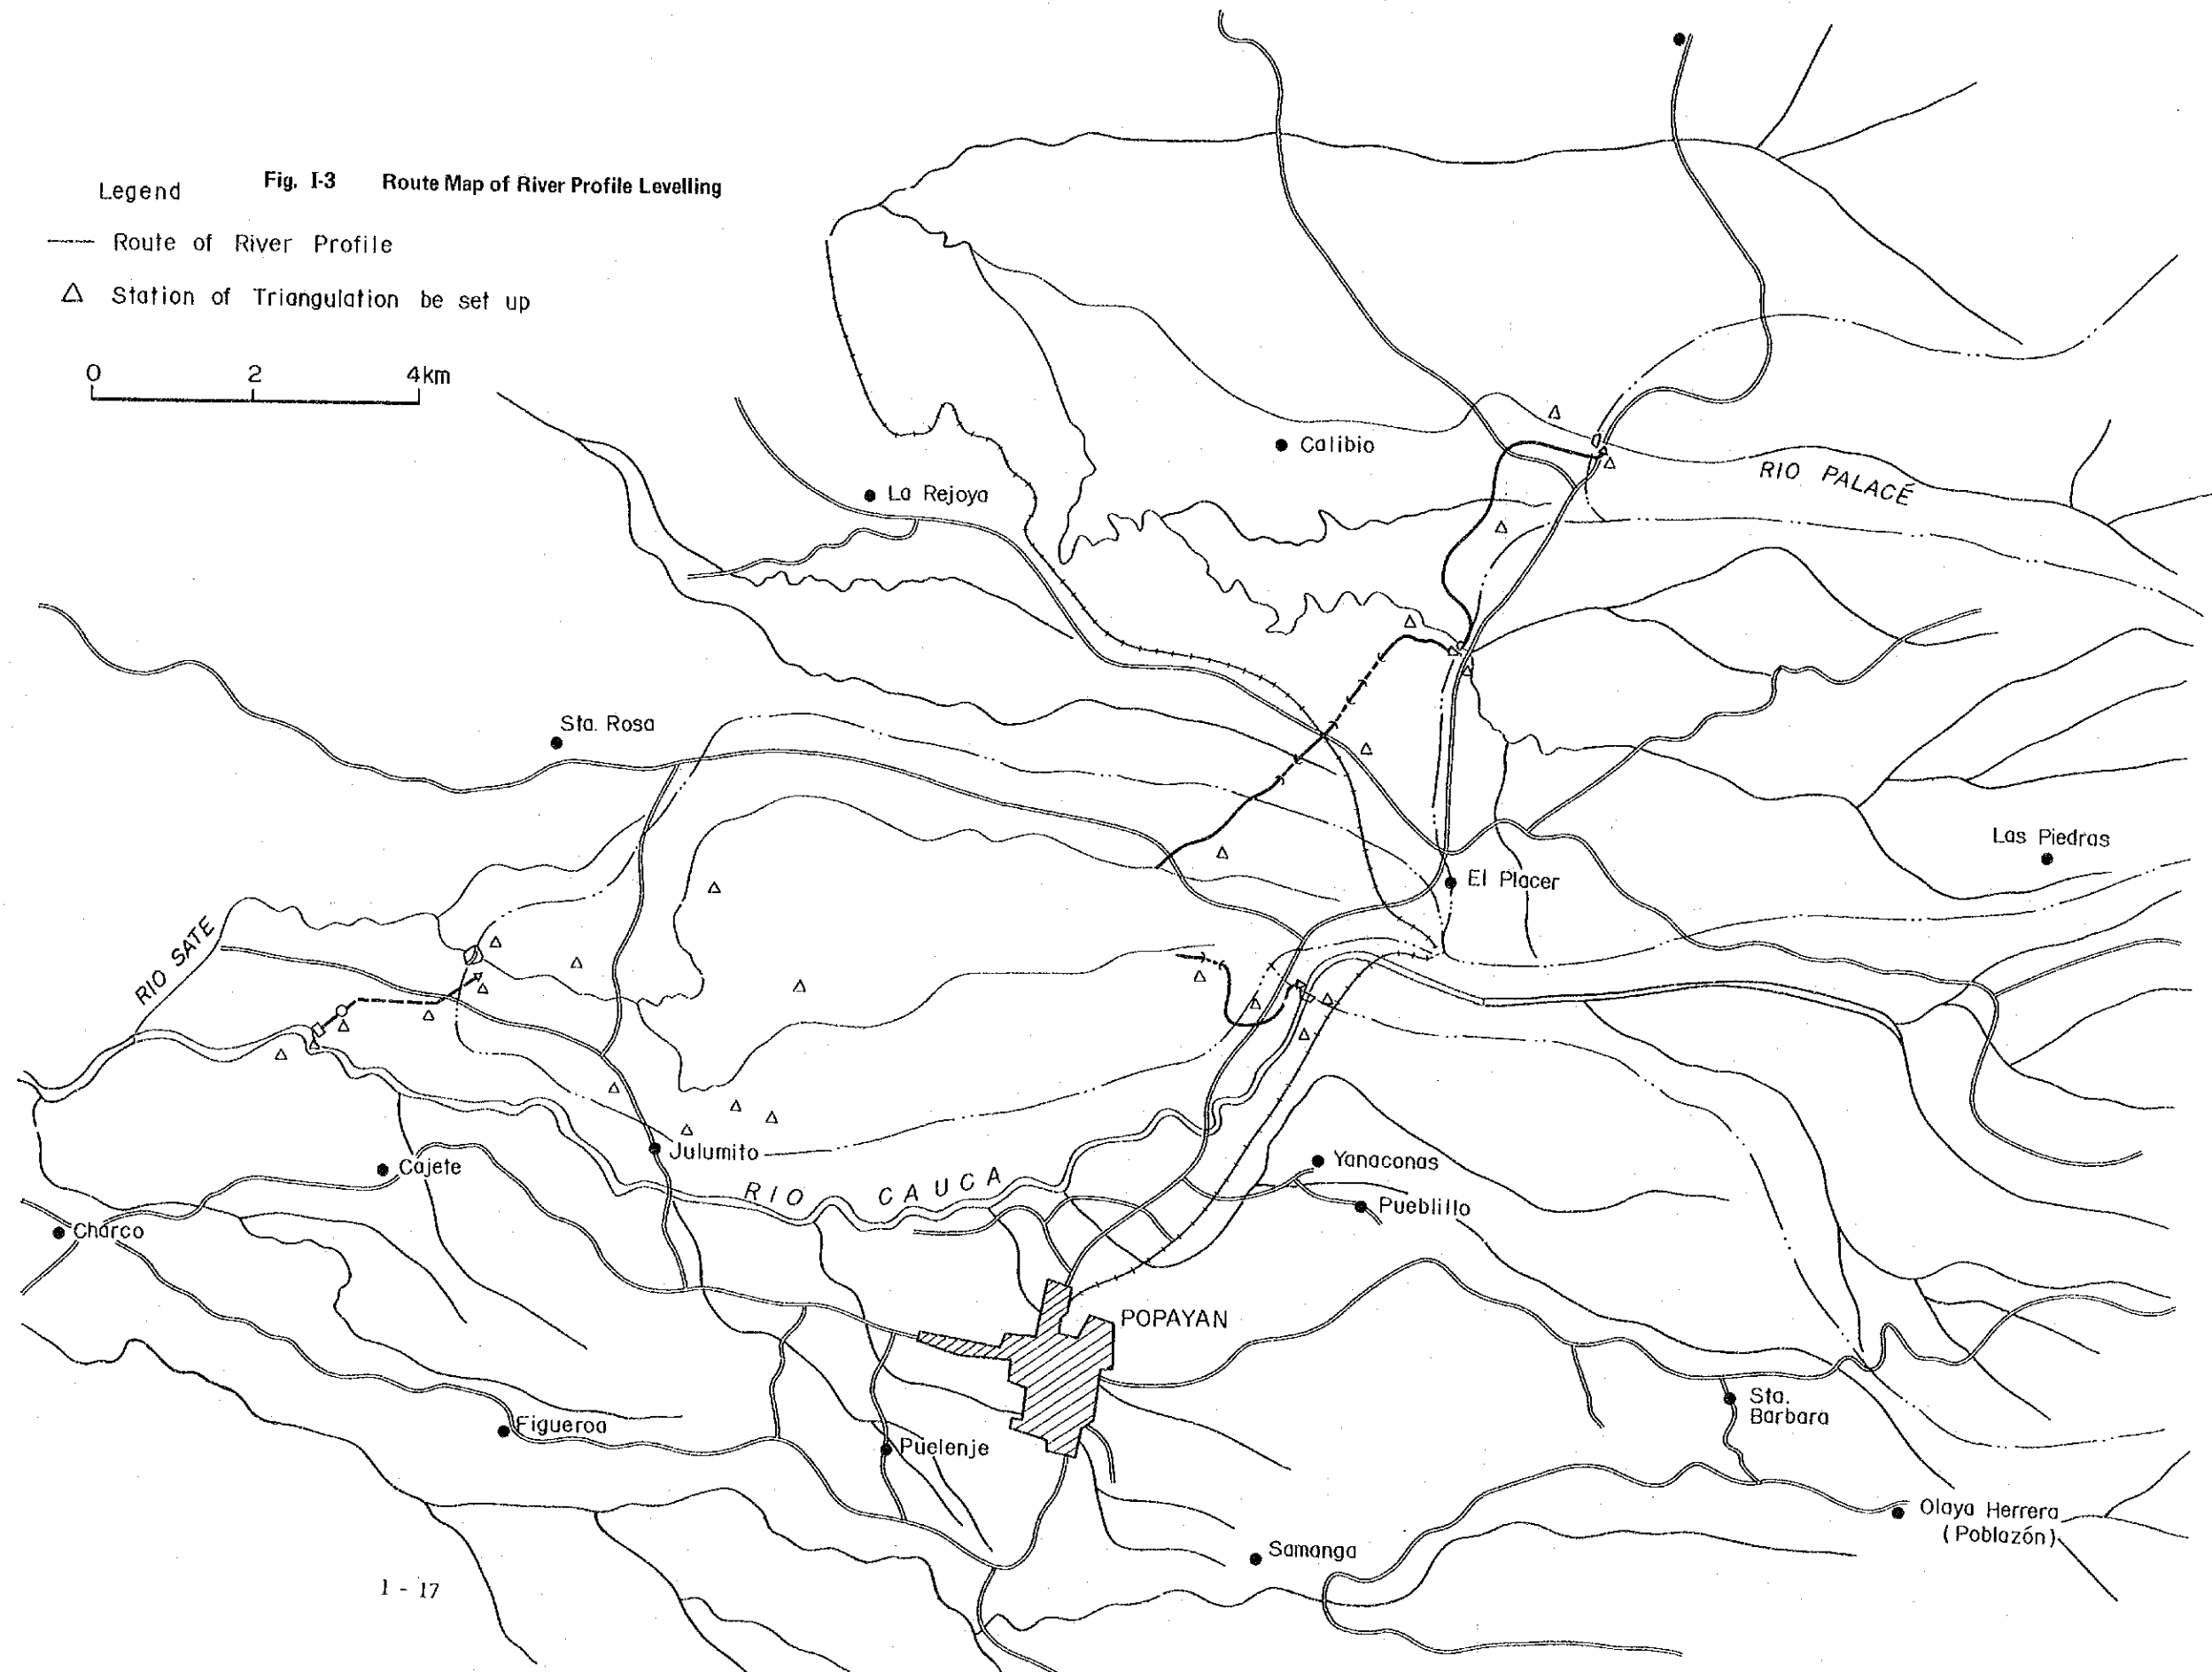 Fig. I-3 Route Map of River Profile Levelling
Legend
Route of River Profile
Station of Triangulation be set up
0 2 4km
Calibio
RIO PALACÉ
La Rejoya
Sta. Rosa
Las Piedras
El Placer
RIO SATE
Julumito
Cajete
Yanaconas
RIO CAUCA
Pueblillo
Charco
POPAYAN
Sta.
Barbara
Figueroa
Puelenje
Olaya Herrera
(Poblazón)
Samanga
1 - 17